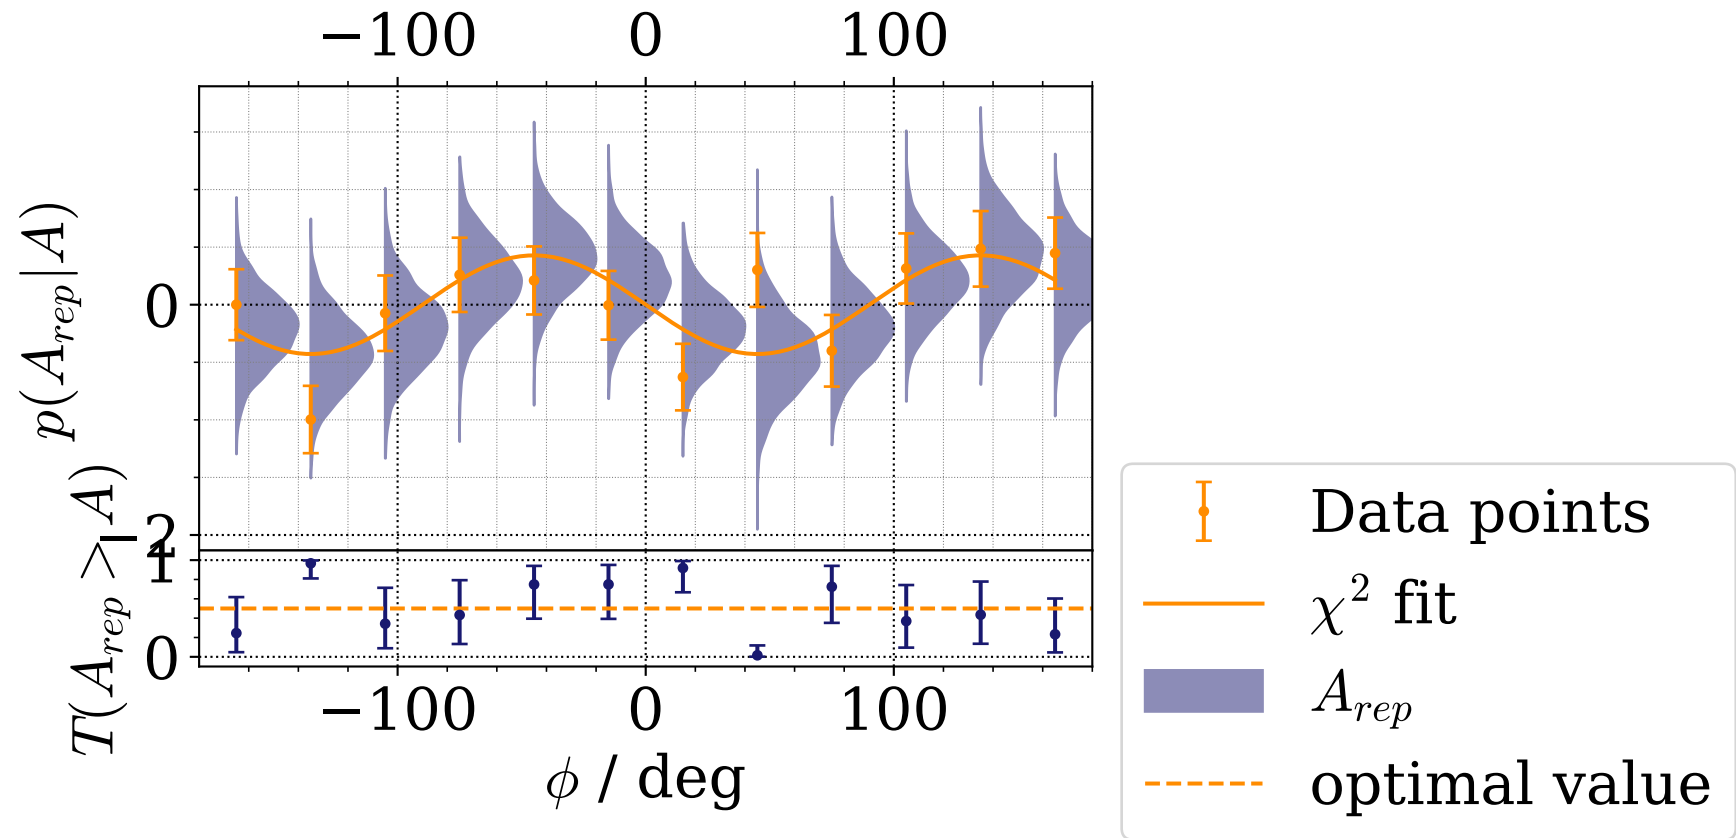 −100 0 100
p(A_rep|A)
0
−2
T(A_rep > A)
1
0
−100 0 100
ϕ / deg
Data points
χ² fit
A_rep
optimal value